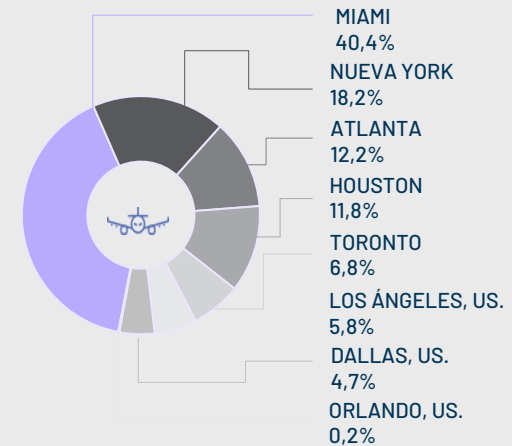 MIAMI
40,4%
NUEVA YORK
18,2%
ATLANTA
12,2%
HOUSTON
11,8%
TORONTO
6,8%
LOS ÁNGELES, US.
5,8%
DALLAS, US.
4,7%
ORLANDO, US.
0,2%